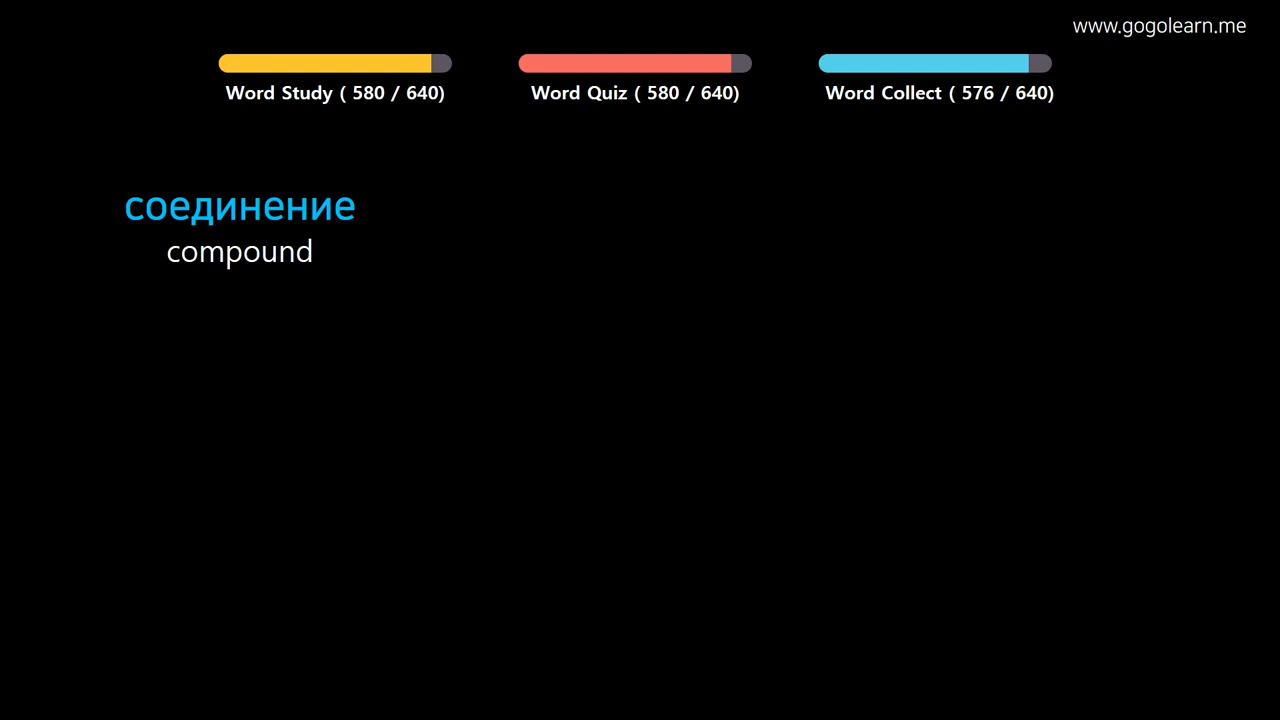 www.gogolearn.me
Word Study ( 580 / 640)
Word Quiz ( 580 / 640)
Word Collect ( 576 / 640)
соединение
compound